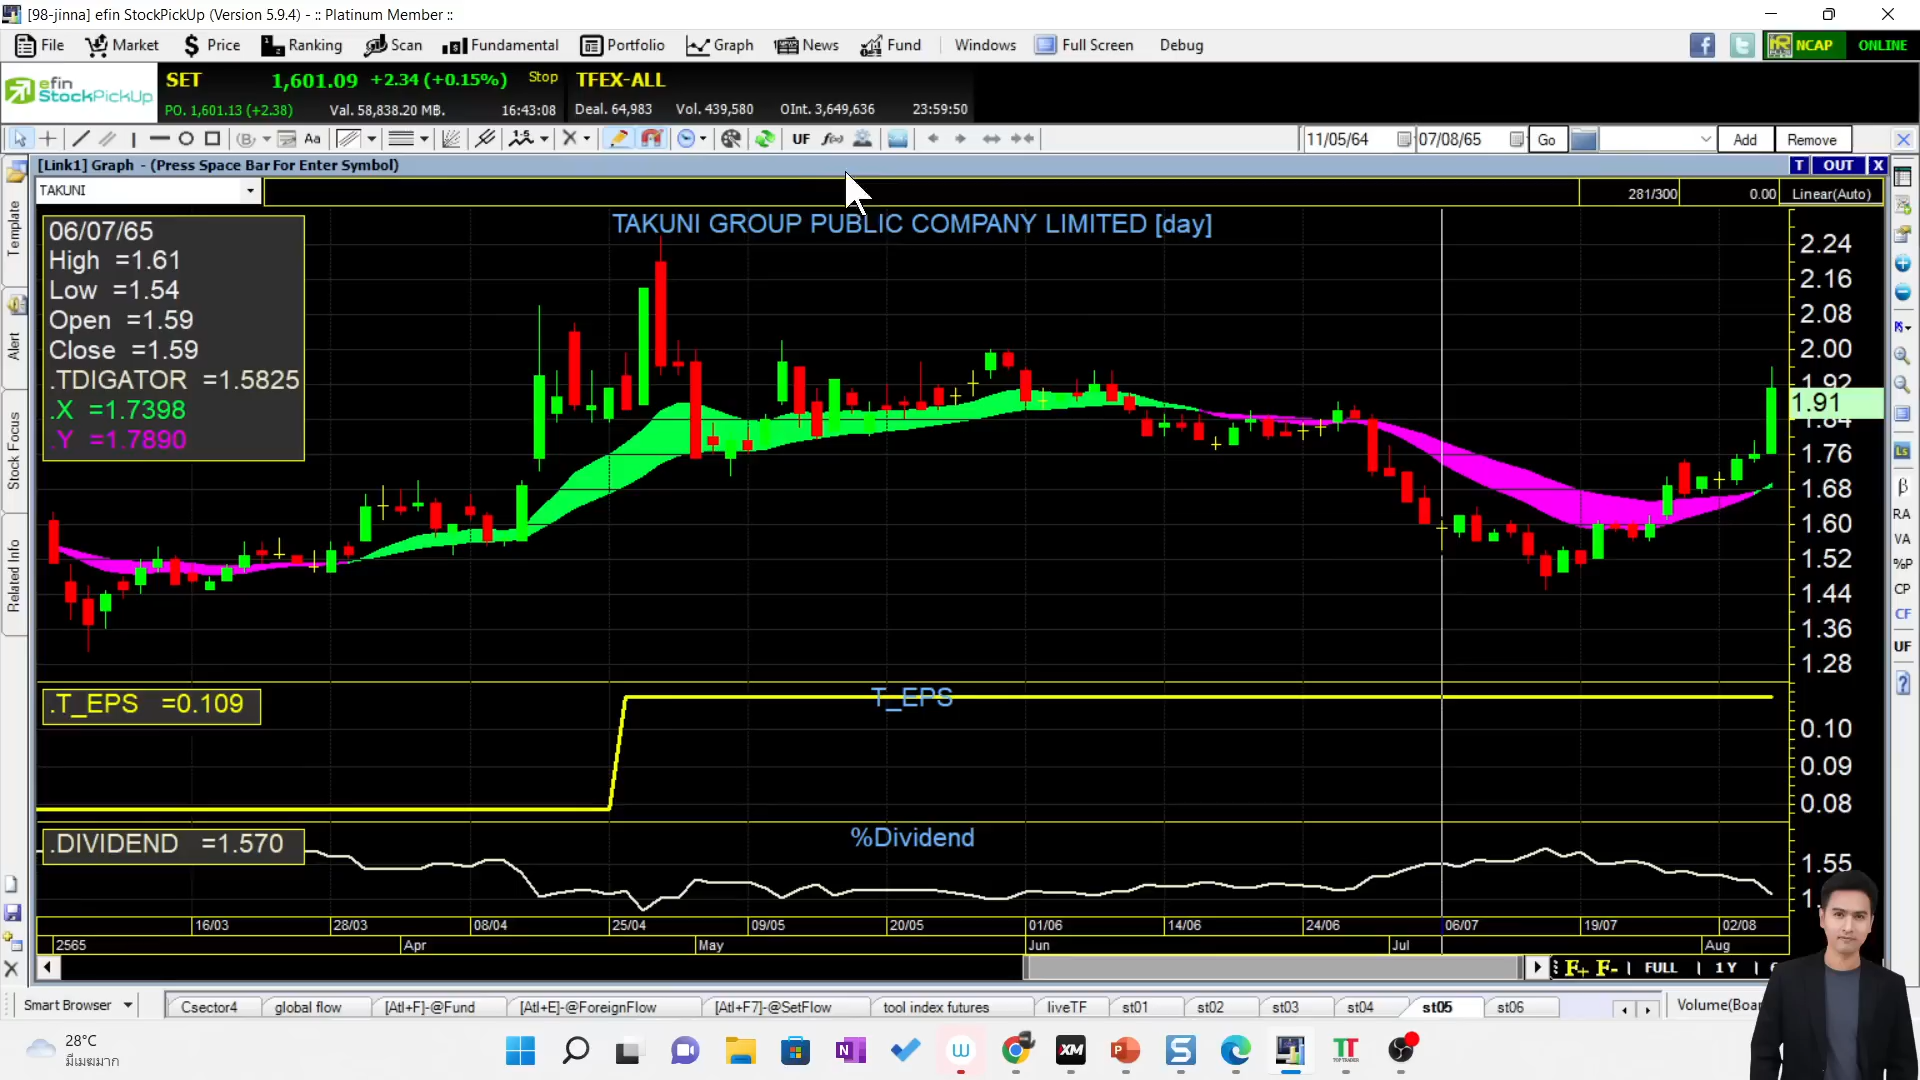 [98-jinna] efin StockPickUp (Version 5.9.4) - :: Platinum Member ::
File Market Price Ranking Scan Fundamental Portfolio Graph News Fund Windows Full Screen Debug NCAP ONLINE
efin StockPickUp
SET 1,601.09 +2.34 (+0.15%) Stop TFEX-ALL
PO. 1,601.13 (+2.38) Val. 58,838.20 MB. 16:43:08 Deal. 64,983 Vol. 439,580 OInt. 3,649,636 23:59:50
Aa 1-5 UF f(x) 11/05/64 07/08/65 Go Add Remove
[Link1] Graph - (Press Space Bar For Enter Symbol) T OUT X
TAKUNI 281/300 0.00 Linear(Auto)
TAKUNI GROUP PUBLIC COMPANY LIMITED [day]
06/07/65
High =1.61
Low =1.54
Open =1.59
Close =1.59
.TDIGATOR =1.5825
.X =1.7398
.Y =1.7890
2.24
2.16
2.08
2.00
1.92
1.91
1.84
1.76
1.68
1.60
1.52
1.44
1.36
1.28
.T_EPS =0.109
T_EPS
0.10
0.09
0.08
.DIVIDEND =1.570
%Dividend
1.55
16/03 28/03 08/04 25/04 09/05 20/05 01/06 14/06 24/06 06/07 19/07 02/08
2565 Apr May Jun Jul Aug
F+ F- FULL 1Y
Template
Alert
Stock Focus
Related Info
Ls
β
RA
VA
%P
CP
CF
UF
Smart Browser Csector4 global flow [Atl+F]-@Fund [Atl+E]-@ForeignFlow [Atl+F7]-@SetFlow tool index futures liveTF st01 st02 st03 st04 st05 st06
28°C
มีเมฆมาก
XM
TT
TOP TRADER